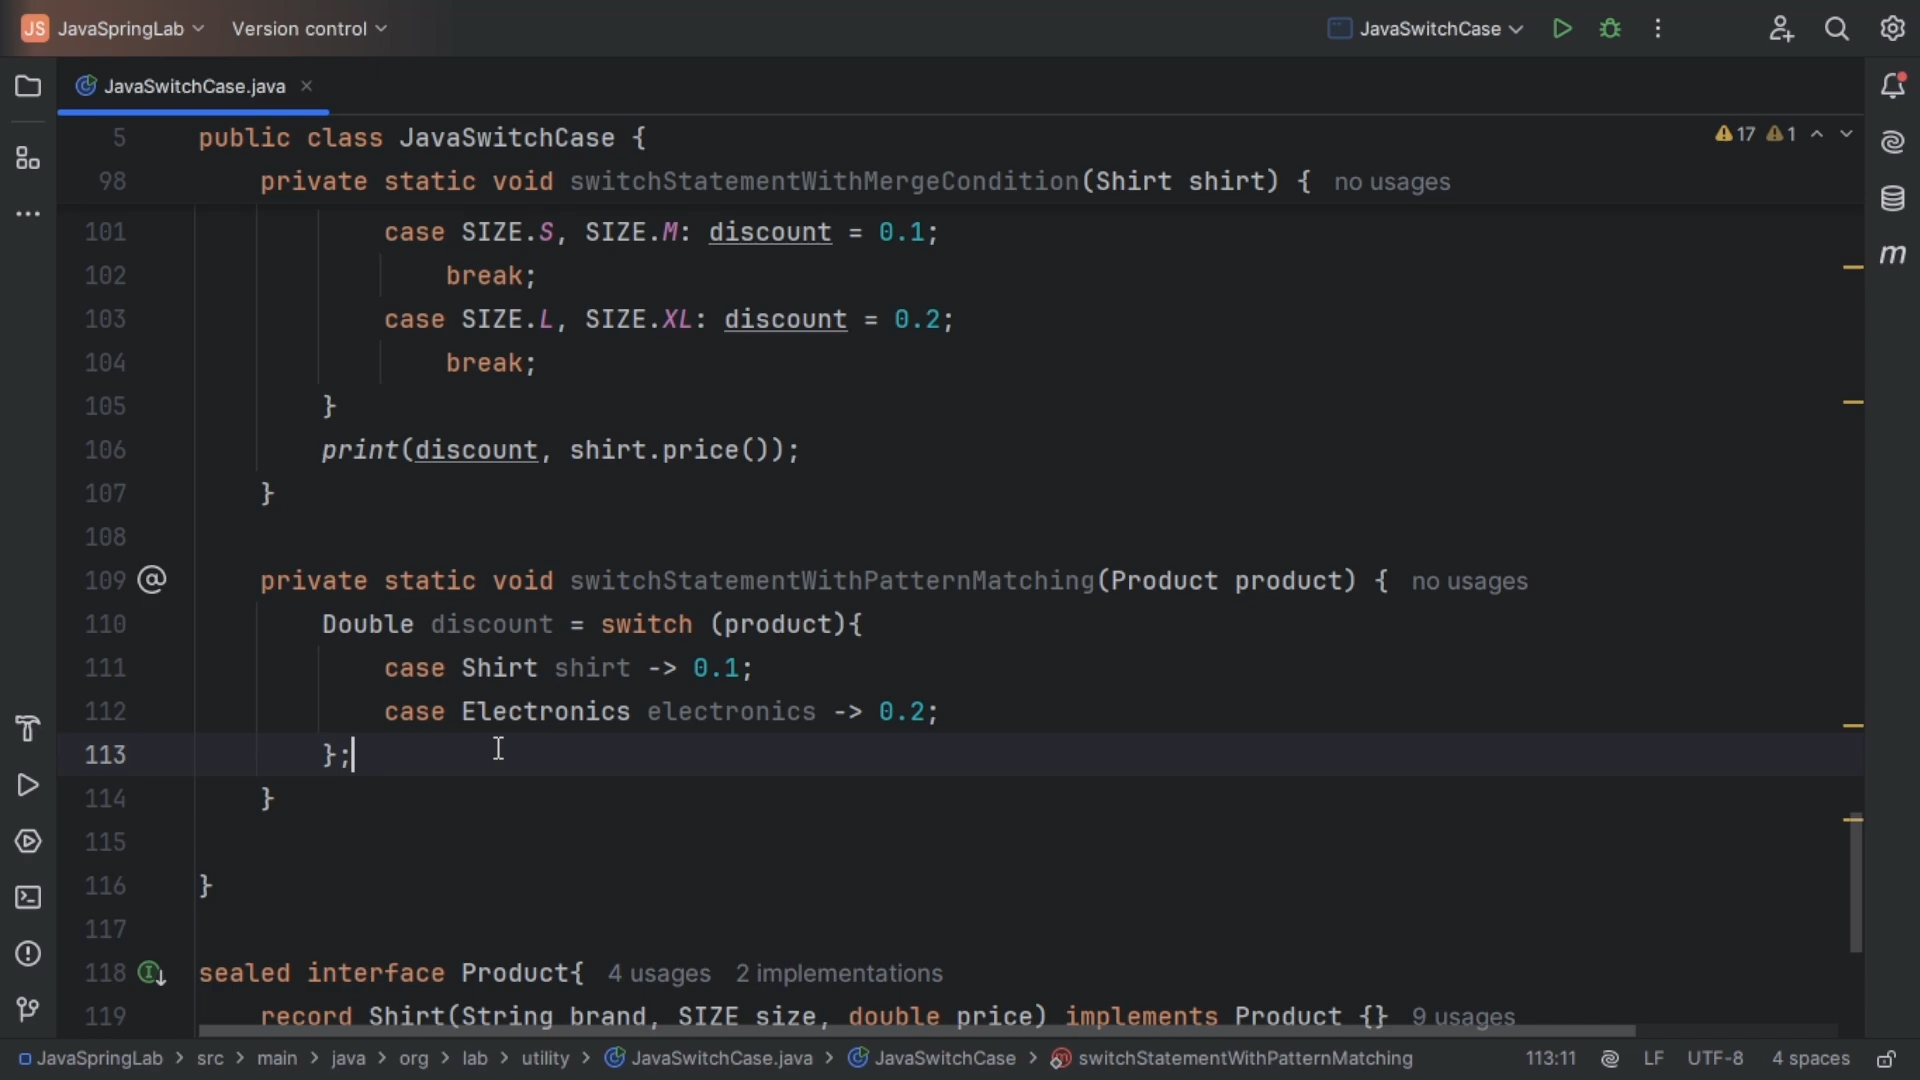 JS JavaSpringLab Version control JavaSwitchCase
JavaSwitchCase.java
5 public class JavaSwitchCase { 17 1
98 private static void switchStatementWithMergeCondition(Shirt shirt) { no usages
101 case SIZE.S, SIZE.M: discount = 0.1;
102 break;
103 case SIZE.L, SIZE.XL: discount = 0.2;
104 break;
105 }
106 print(discount, shirt.price());
107 }
108
109 private static void switchStatementWithPatternMatching(Product product) { no usages
110 Double discount = switch (product){
111 case Shirt shirt -> 0.1;
112 case Electronics electronics -> 0.2;
113 };
114 }
115
116 }
117
118 sealed interface Product{ 4 usages 2 implementations
119 record Shirt(String brand, SIZE size, double price) implements Product {} 9 usages
JavaSpringLab > src > main > java > org > lab > utility > JavaSwitchCase.java > JavaSwitchCase > switchStatementWithPatternMatching 113:11 LF UTF-8 4 spaces